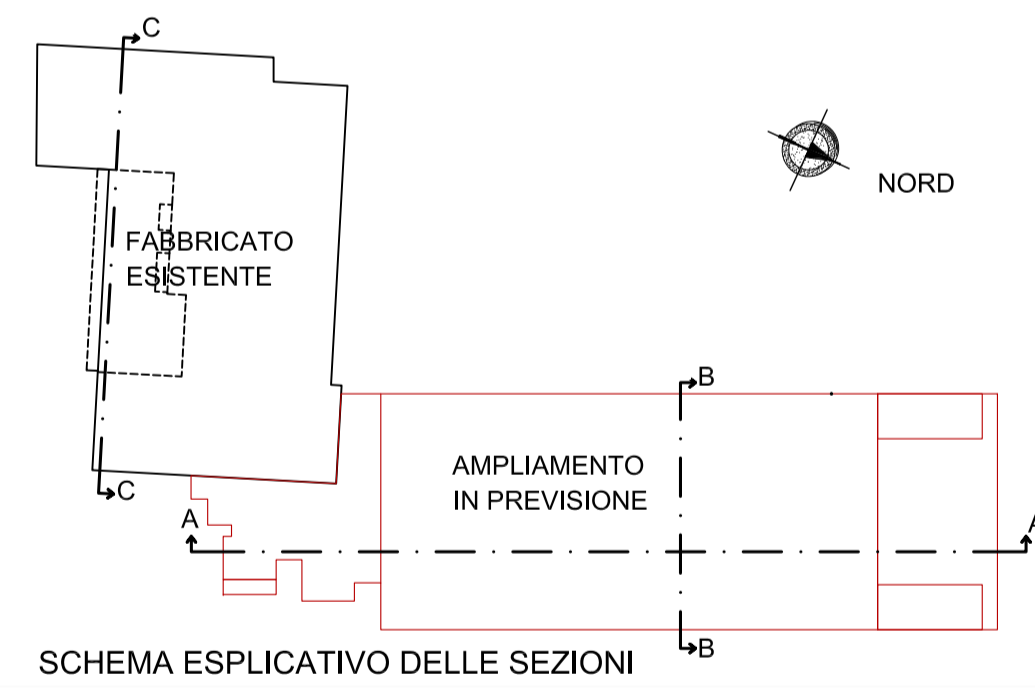 C
NORD
FABBRICATO
ESISTENTE
B
AMPLIAMENTO
IN PREVISIONE
C
A
A
B
SCHEMA ESPLICATIVO DELLE SEZIONI